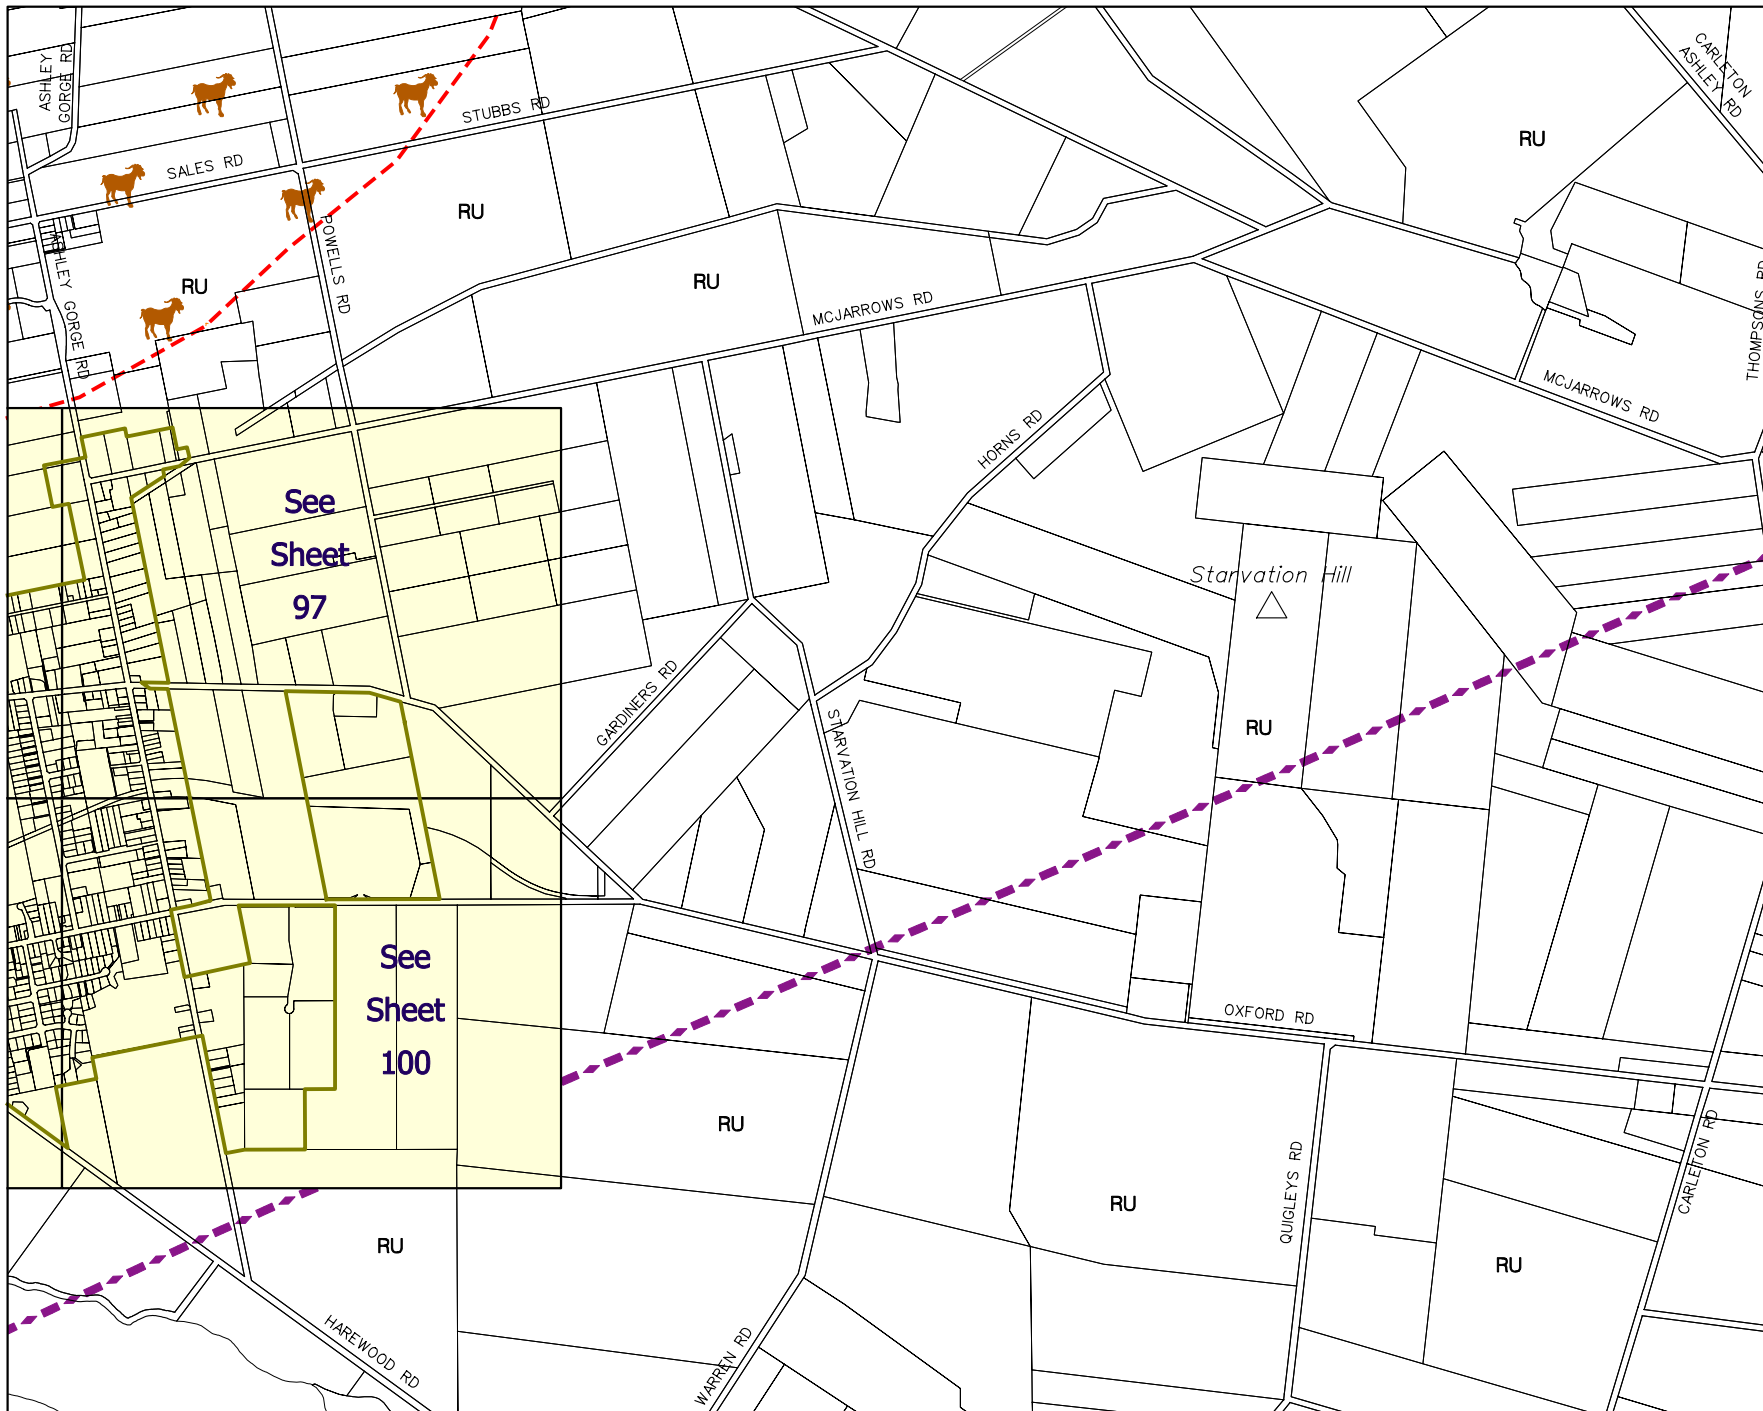 ASHLEY
GORGE RD
CARLETON
ASHLEY RD
STUBBS RD
RU
SALES RD
RU
POWELLS RD
ASHLEY GORGE RD
RU
RU
MCJARROWS RD
THOMPSONS RD
MCJARROWS RD
HORNS RD
See
Sheet
97
Starvation Hill
GARDINERS RD
STARVATION HILL RD
RU
See
Sheet
100
OXFORD RD
RU
QUIGLEYS RD
CARLETON RD
RU
RU
RU
HAREWOOD RD
WARREN RD